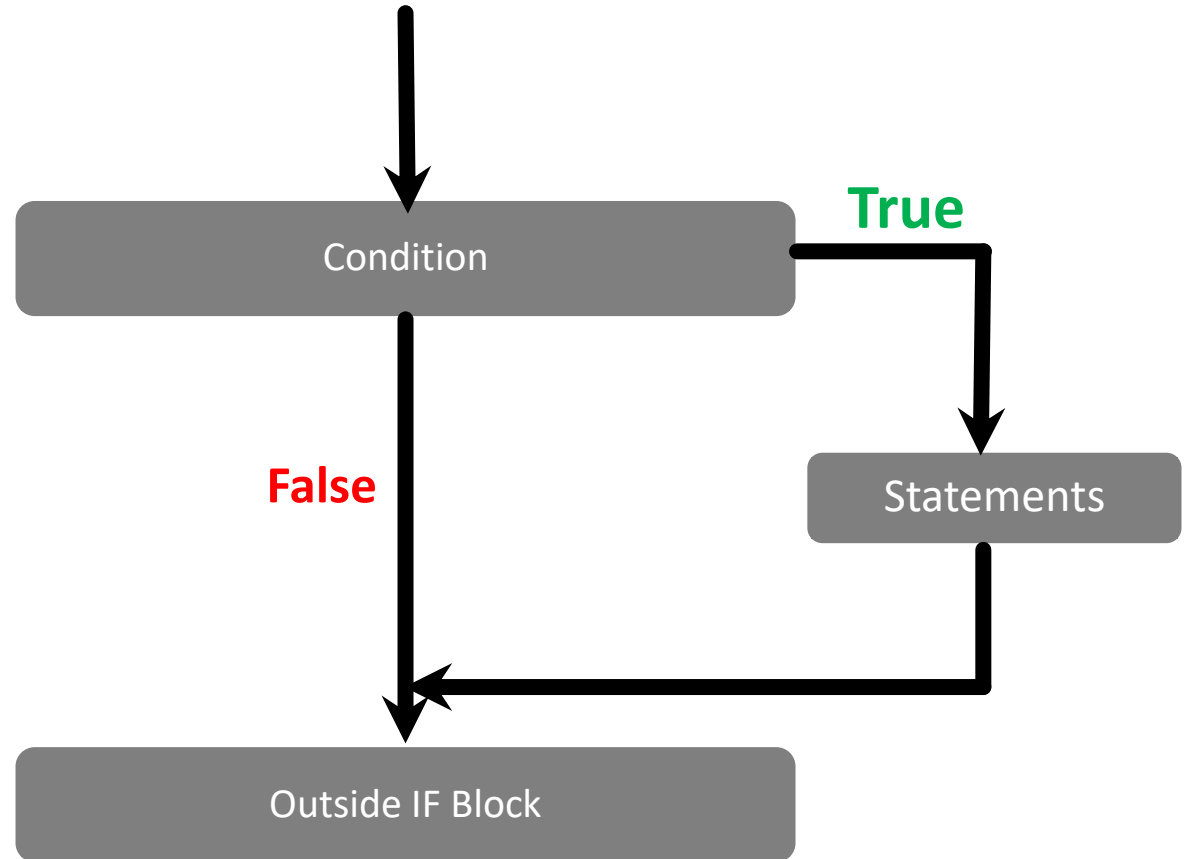 True
Condition
False
Statements
Outside IF Block